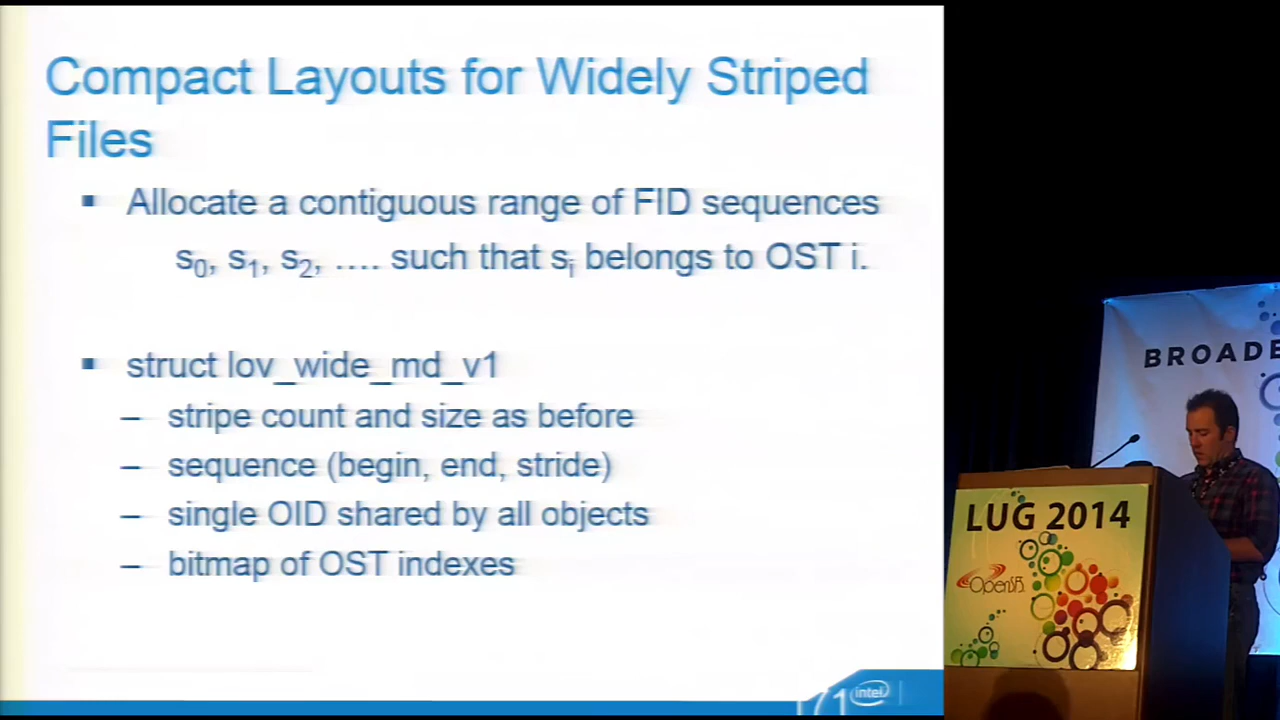 Compact Layouts for Widely Striped
Files
▪ Allocate a contiguous range of FID sequences
s0, s1, s2, .... such that si belongs to OST i.
▪ struct lov_wide_md_v1
– stripe count and size as before
– sequence (begin, end, stride)
– single OID shared by all objects
– bitmap of OST indexes
intel
BROADE
LUG 2014
OpenSFS